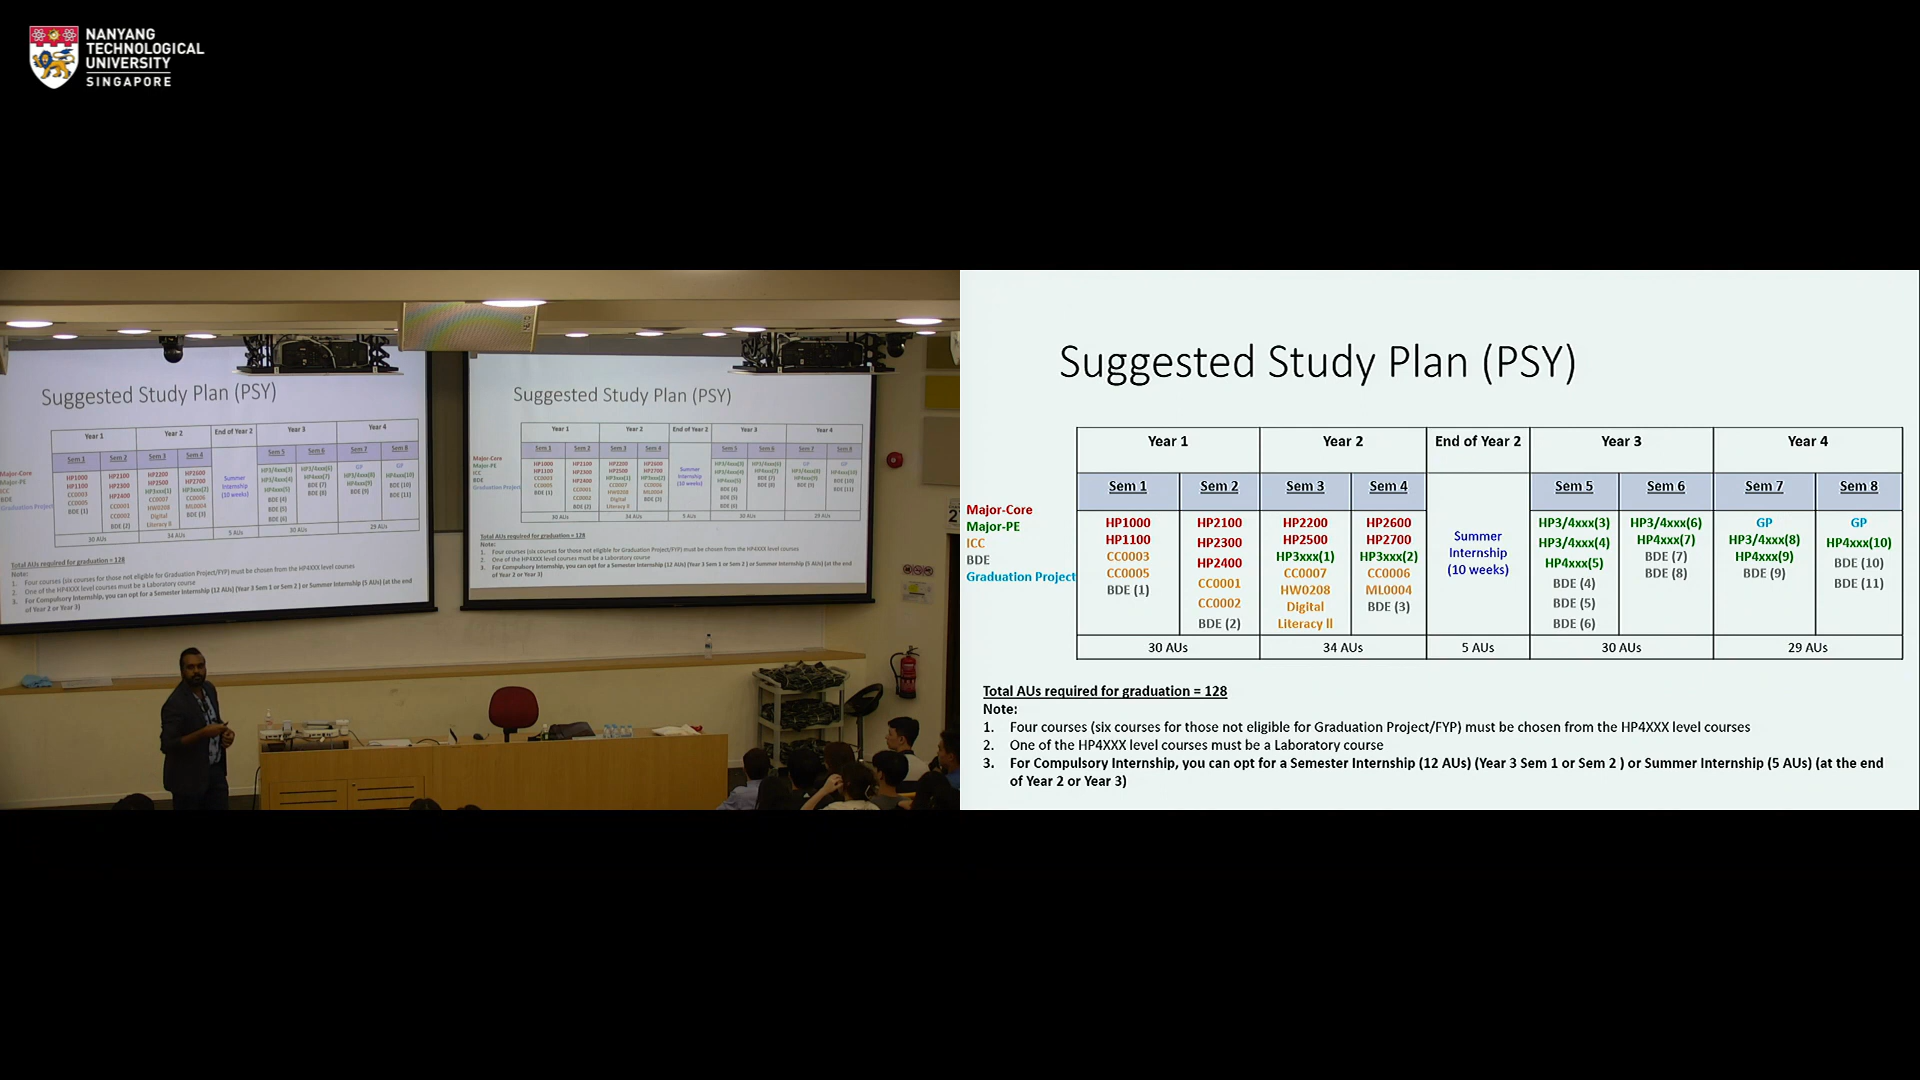 NANYANG
TECHNOLOGICAL
UNIVERSITY
SINGAPORE
Suggested Study Plan (PSY)
Year 1 Year 2 End of Year 2 Year 3 Year 4
Sem 1 Sem 2 Sem 3 Sem 4 Sem 5 Sem 6 Sem 7 Sem 8
Major-Core
Major-PE
ICC
BDE
Graduation Project
HP1000
HP1100
CC0003
CC0005
BDE (1)
HP2100
HP2300
HP2400
CC0001
CC0002
BDE (2)
HP2200
HP2500
HP3xxx(1)
CC0007
HW0208
Digital
Literacy II
HP2600
HP2700
HP3xxx(2)
CC0006
ML0004
BDE (3)
Summer
Internship
(10 weeks)
HP3/4xxx(3)
HP3/4xxx(4)
HP4xxx(5)
BDE (4)
BDE (5)
BDE (6)
HP3/4xxx(6)
HP4xxx(7)
BDE (7)
BDE (8)
GP
HP3/4xxx(8)
HP4xxx(9)
BDE (9)
GP
HP4xxx(10)
BDE (10)
BDE (11)
30 AUs 34 AUs 5 AUs 30 AUs 29 AUs
Total AUs required for graduation = 128
Note:
1. Four courses (six courses for those not eligible for Graduation Project/FYP) must be chosen from the HP4XXX level courses
2. One of the HP4XXX level courses must be a Laboratory course
3. For Compulsory Internship, you can opt for a Semester Internship (12 AUs) (Year 3 Sem 1 or Sem 2 ) or Summer Internship (5 AUs) (at the end
of Year 2 or Year 3)
Suggested Study Plan (PSY)
Suggested Study Plan (PSY)